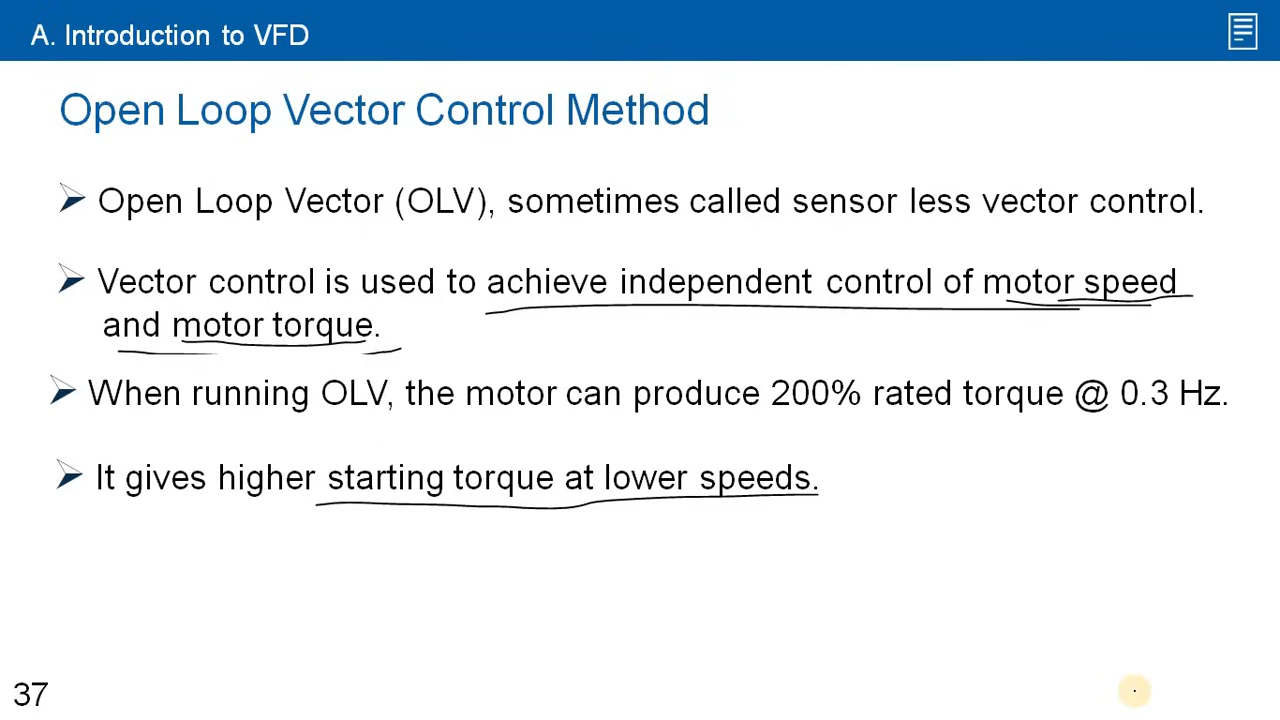 A. Introduction to VFD
Open Loop Vector Control Method
Open Loop Vector (OLV), sometimes called sensor less vector control.
Vector control is used to achieve independent control of motor speed
and motor torque.
When running OLV, the motor can produce 200% rated torque @ 0.3 Hz.
It gives higher starting torque at lower speeds.
37